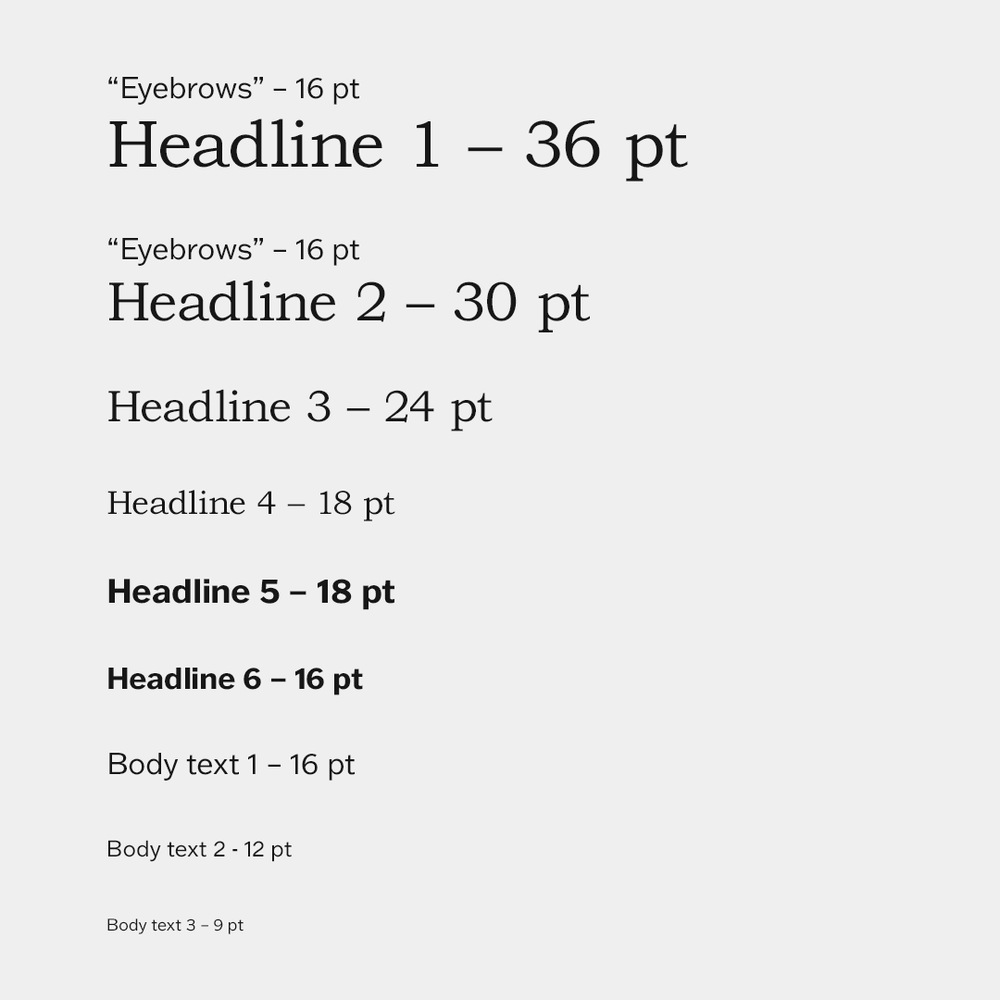 “Eyebrows” – 16 pt
Headline 1 – 36 pt
“Eyebrows” – 16 pt
Headline 2 – 30 pt
Headline 3 – 24 pt
Headline 4 – 18 pt
Headline 5 – 18 pt
Headline 6 – 16 pt
Body text 1 – 16 pt
Body text 2 - 12 pt
Body text 3 – 9 pt